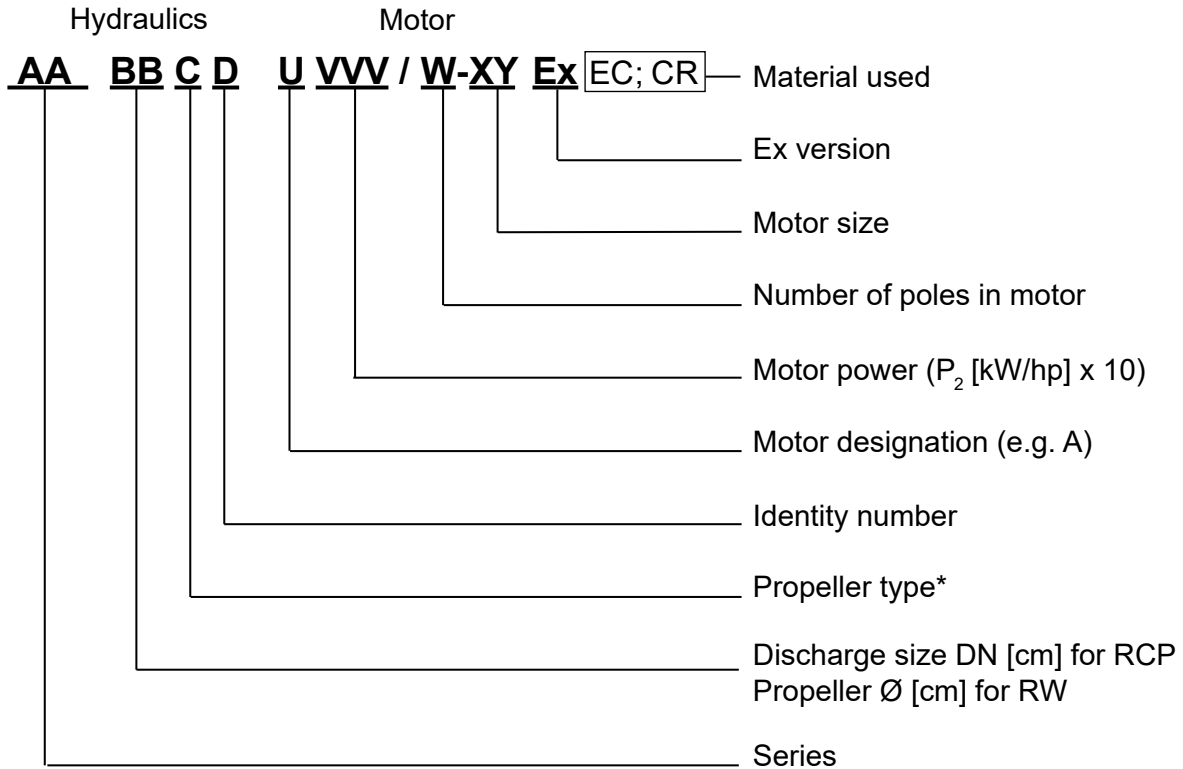 Hydraulics Motor
AA BB C D U VVV / W-XY Ex EC; CR Material used
Ex version
Motor size
Number of poles in motor
Motor power (P2 [kW/hp] x 10)
Motor designation (e.g. A)
Identity number
Propeller type*
Discharge size DN [cm] for RCP
Propeller Ø [cm] for RW
Series